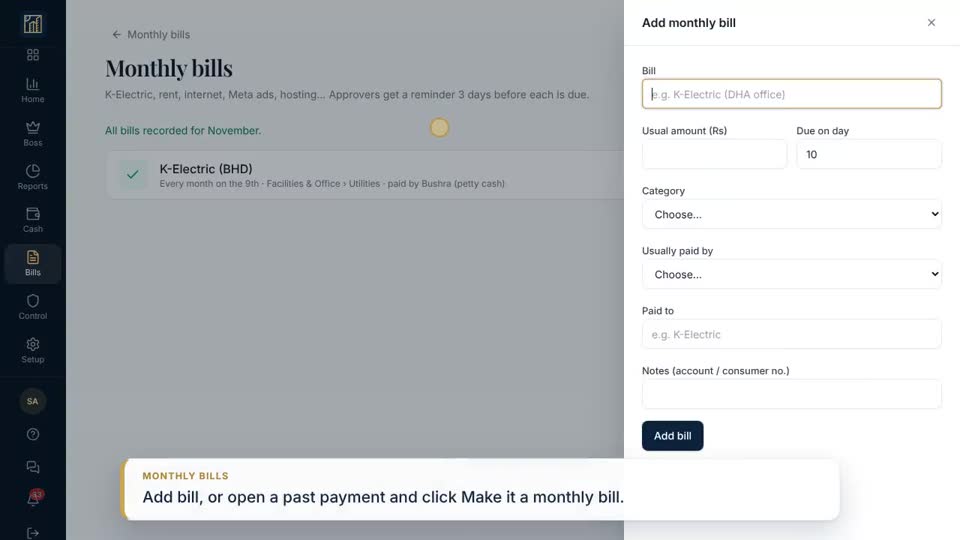 Home
Boss
Reports
Cash
Bills
Control
Setup
SA
Monthly bills
Monthly bills
K-Electric, rent, internet, Meta ads, hosting... Approvers get a reminder 3 days before each is due.
All bills recorded for November.
K-Electric (BHD)
Every month on the 9th · Facilities & Office › Utilities · paid by Bushra (petty cash)
Add monthly bill
Bill
e.g. K-Electric (DHA office)
Usual amount (Rs)
Due on day
10
Category
Choose...
Usually paid by
Choose...
Paid to
e.g. K-Electric
Notes (account / consumer no.)
Add bill
MONTHLY BILLS
Add bill, or open a past payment and click Make it a monthly bill.